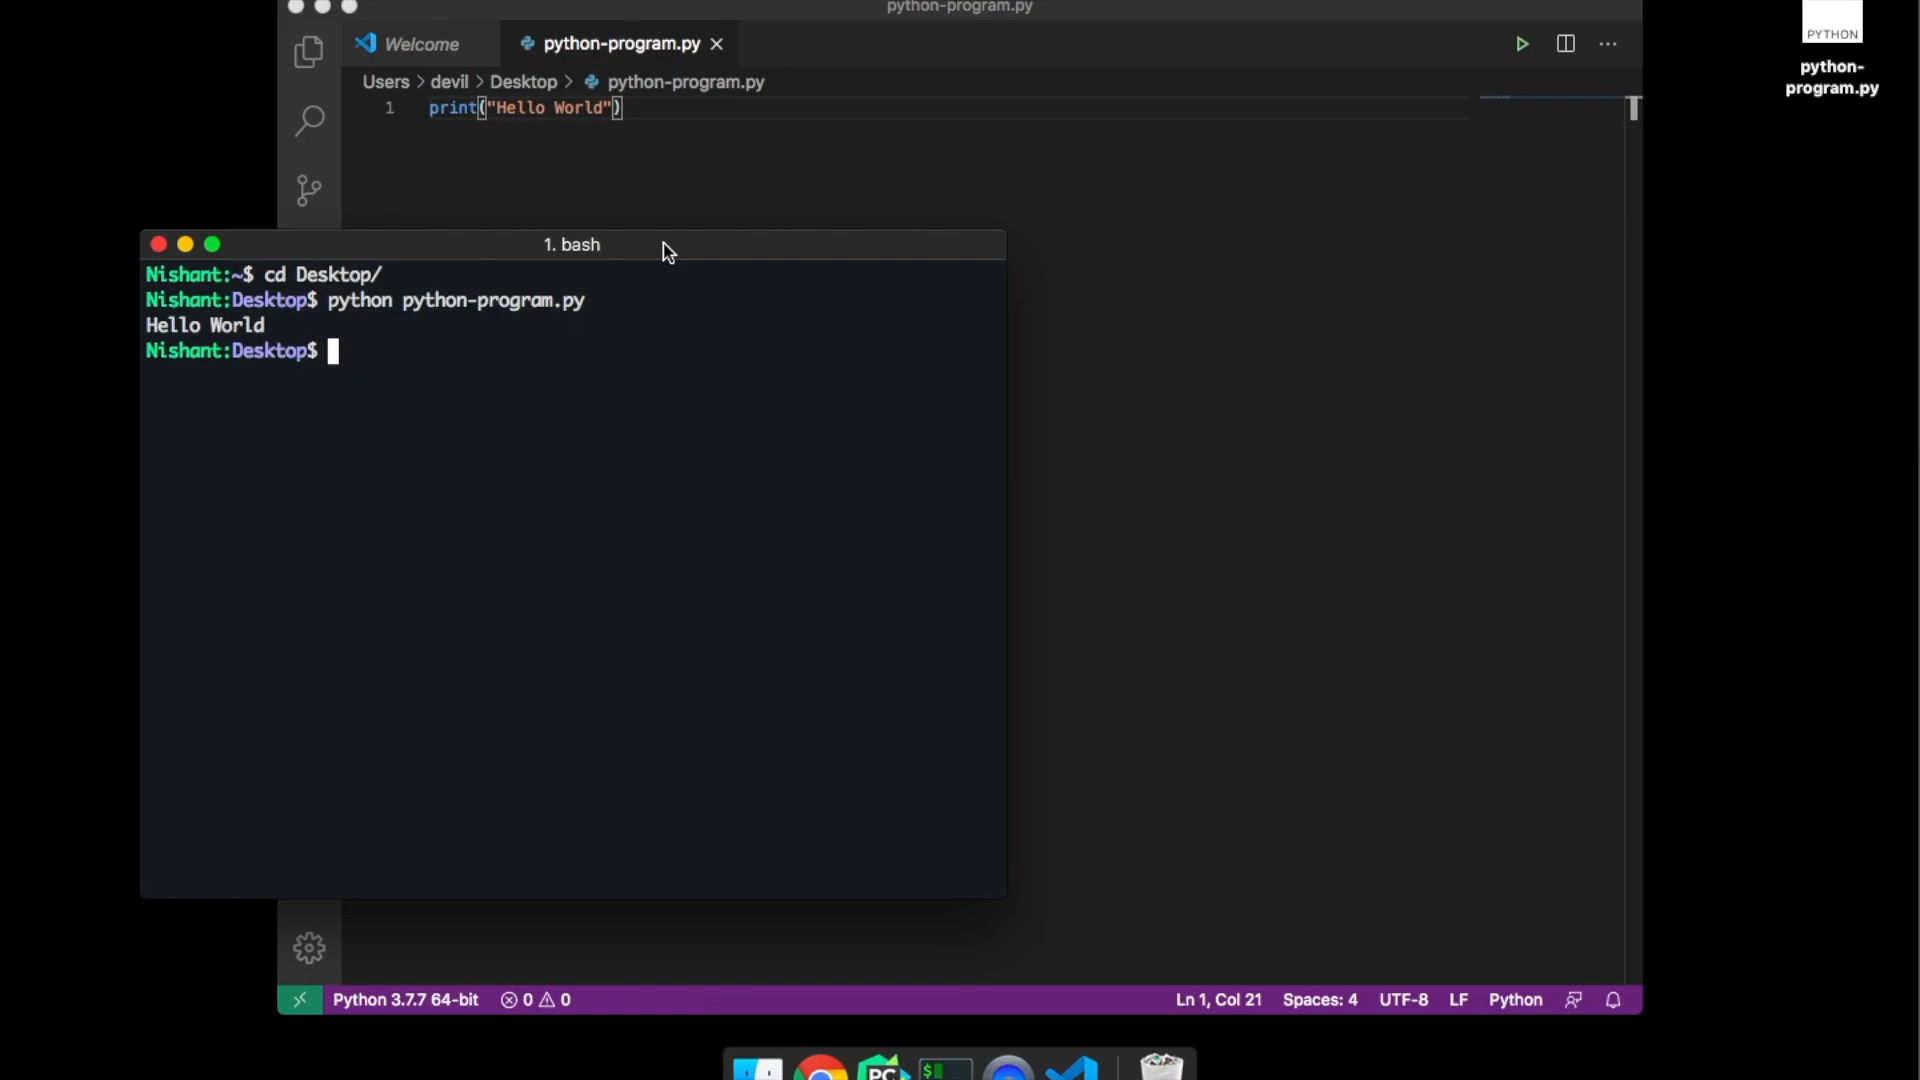 python-program.py
Welcome
python-program.py
Users > devil > Desktop > python-program.py
1 print("Hello World")
1. bash
Nishant:~$ cd Desktop/
Nishant:Desktop$ python python-program.py
Hello World
Nishant:Desktop$
Python 3.7.7 64-bit 0 0 Ln 1, Col 21 Spaces: 4 UTF-8 LF Python
PYTHON
python-
program.py
PC
$